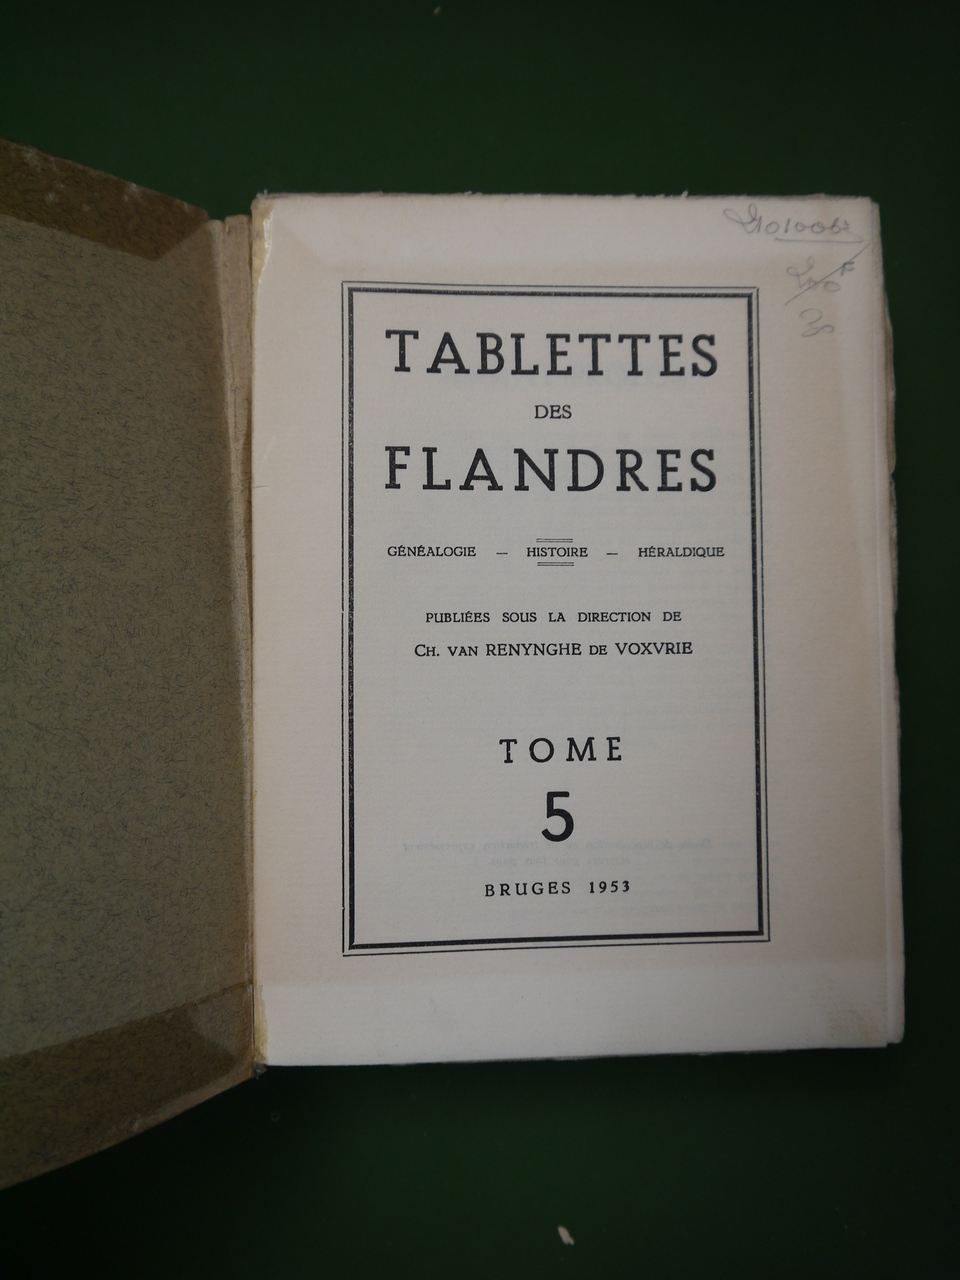 TABLETTES
DES
FLANDRES
GÉNÉALOGIE — HISTOIRE — HÉRALDIQUE
PUBLIÉES SOUS LA DIRECTION DE
CH. VAN RENYNGHE DE VOXVRIE
TOME
5
BRUGES 1953